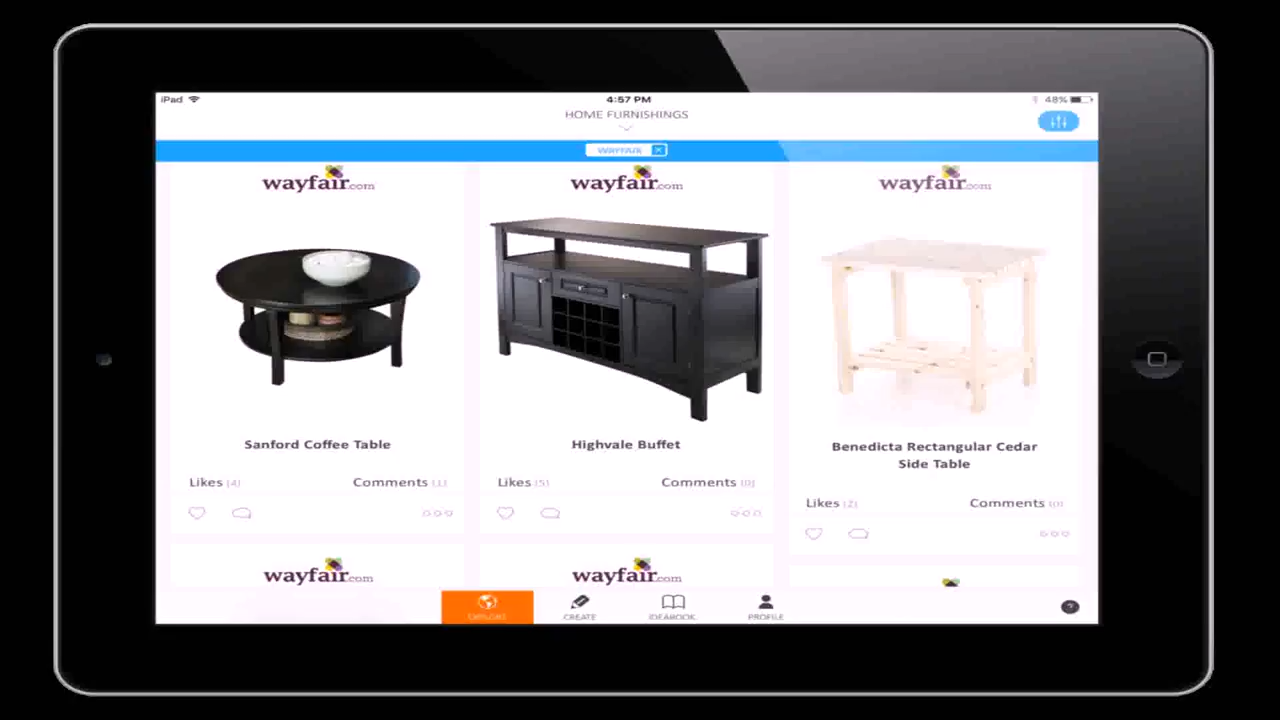 iPad 4:57 PM 48%
HOME FURNISHINGS
WAYFAIR
wayfair.com wayfair.com wayfair.com
Sanford Coffee Table
Highvale Buffet
Benedicta Rectangular Cedar
Side Table
Likes (4) Comments (1)
Likes (5) Comments (0)
Likes (2) Comments (0)
wayfair.com wayfair.com
EXPLORE CREATE IDEABOOK PROFILE ?